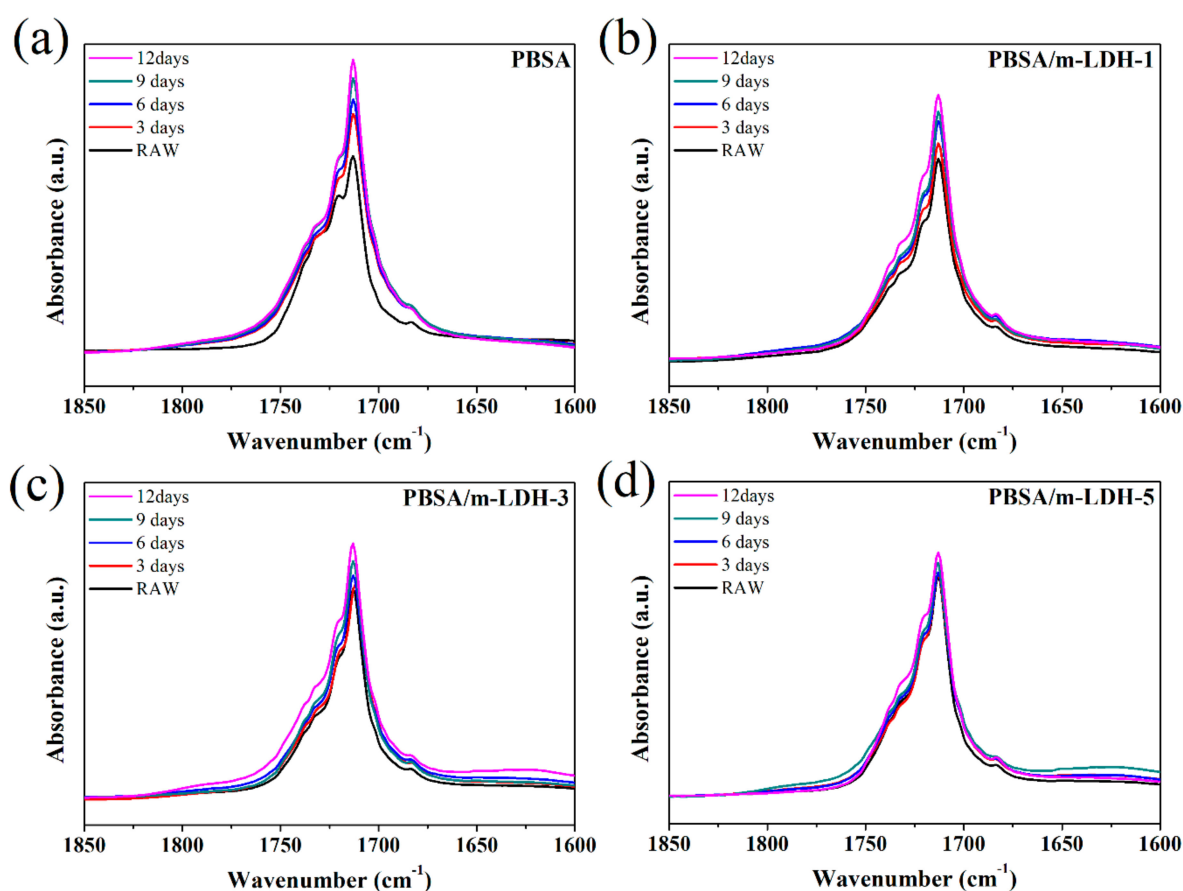 (a)
PBSA
12days
9 days
6 days
3 days
RAW
Absorbance (a.u.)
1850 1800 1750 1700 1650 1600
Wavenumber (cm⁻¹)
(b)
PBSA/m-LDH-1
12days
9 days
6 days
3 days
RAW
Absorbance (a.u.)
1850 1800 1750 1700 1650 1600
Wavenumber (cm⁻¹)
(c)
PBSA/m-LDH-3
12days
9 days
6 days
3 days
RAW
Absorbance (a.u.)
1850 1800 1750 1700 1650 1600
Wavenumber (cm⁻¹)
(d)
PBSA/m-LDH-5
12days
9 days
6 days
3 days
RAW
Absorbance (a.u.)
1850 1800 1750 1700 1650 1600
Wavenumber (cm⁻¹)